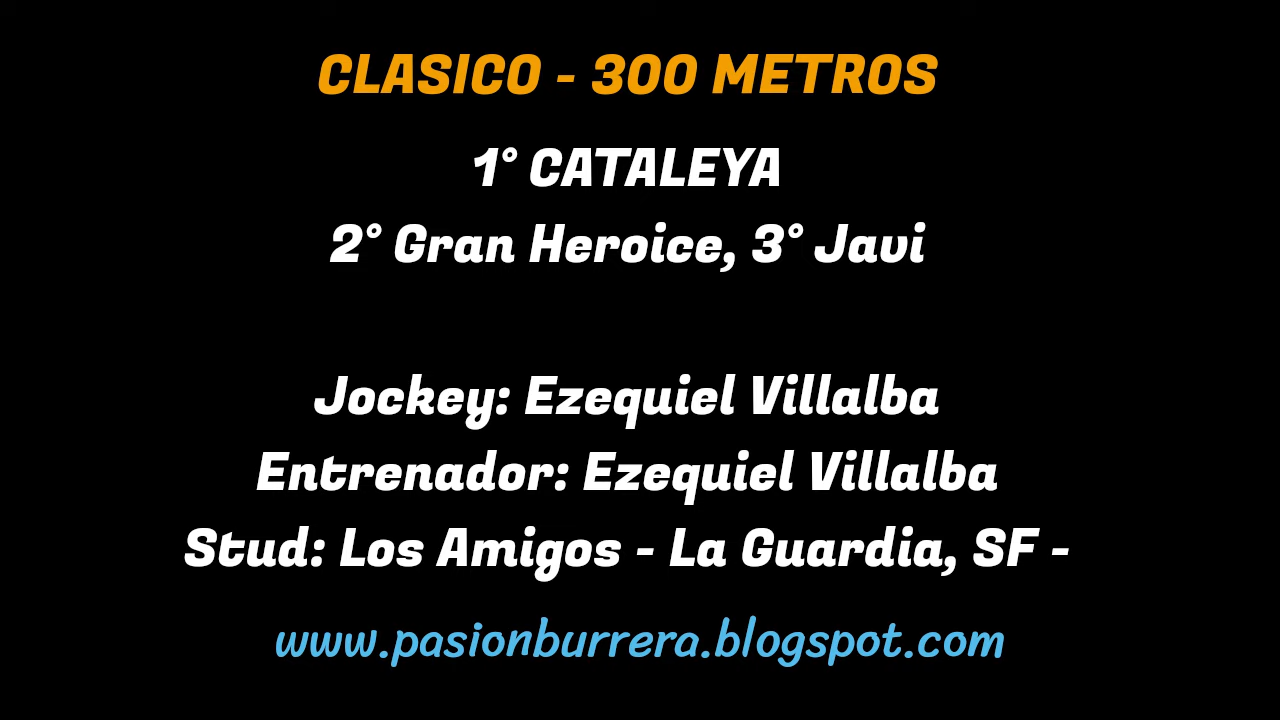 CLASICO - 300 METROS
1° CATALEYA
2° Gran Heroice, 3° Javi
Jockey: Ezequiel Villalba
Entrenador: Ezequiel Villalba
Stud: Los Amigos - La Guardia, SF -
www.pasionburrera.blogspot.com